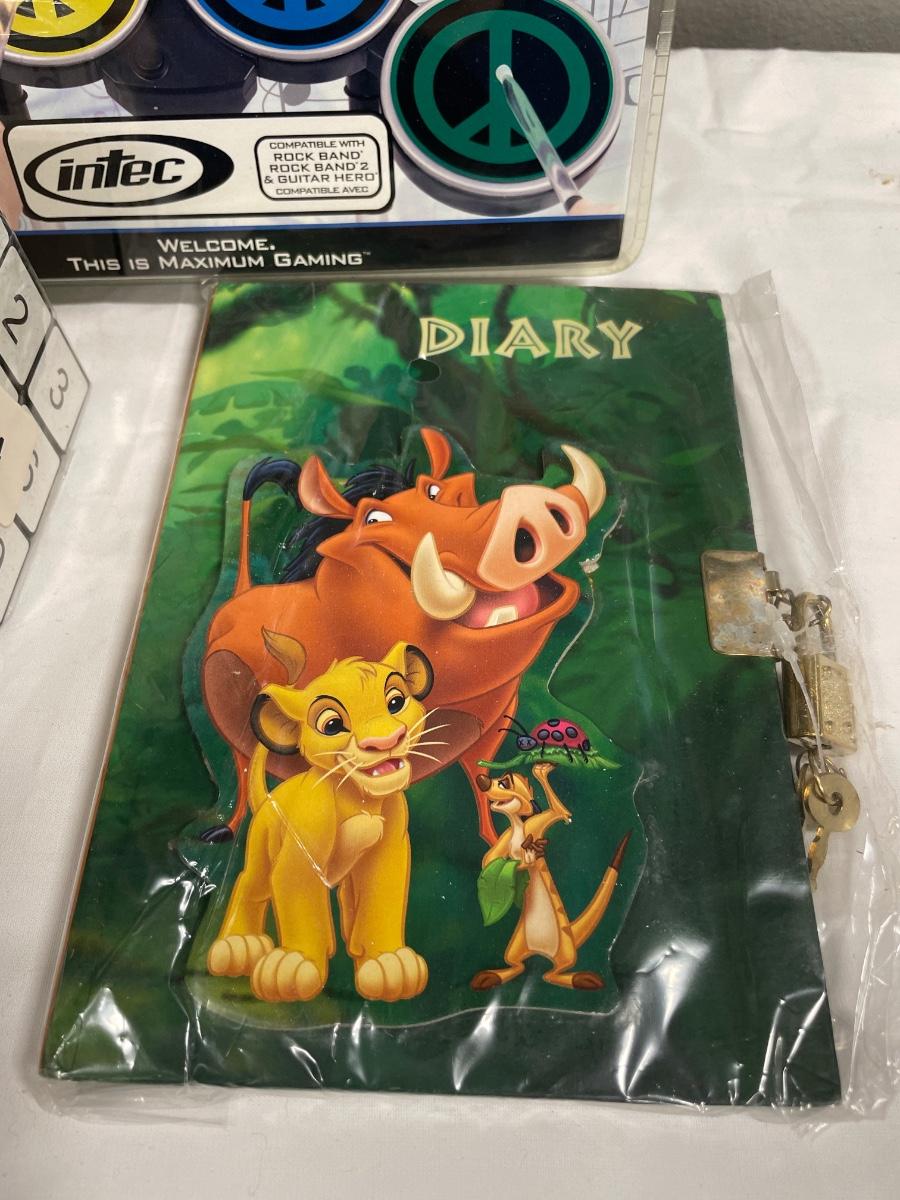 intec
COMPATIBLE WITH
ROCK BAND
ROCK BAND 2
& GUITAR HERO
COMPATIBLE AVEC
WELCOME.
THIS IS MAXIMUM GAMING™
DIARY
2
3